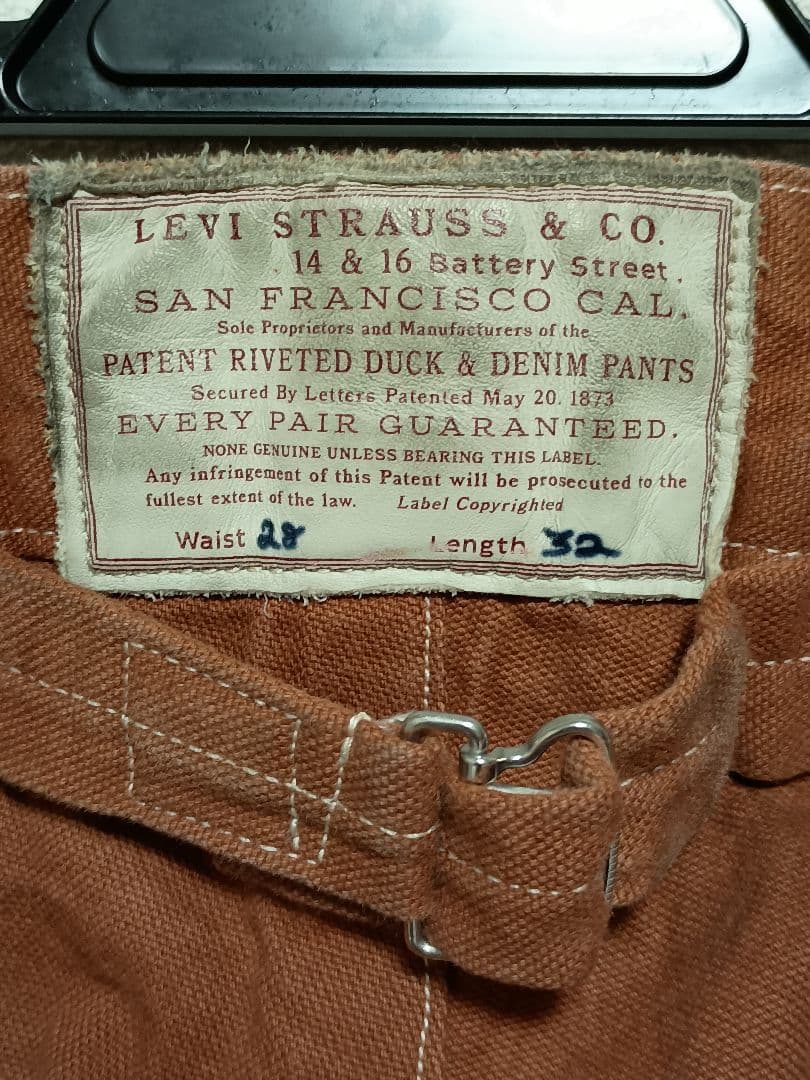 LEVI STRAUSS & CO.
14 & 16 Battery Street.
SAN FRANCISCO CAL.
Sole Proprietors and Manufacturers of the
PATENT RIVETED DUCK & DENIM PANTS
Secured By Letters Patented May 20. 1873
EVERY PAIR GUARANTEED.
NONE GENUINE UNLESS BEARING THIS LABEL.
Any infringement of this Patent will be prosecuted to the
fullest extent of the law. Label Copyrighted
Waist 28 Length 32